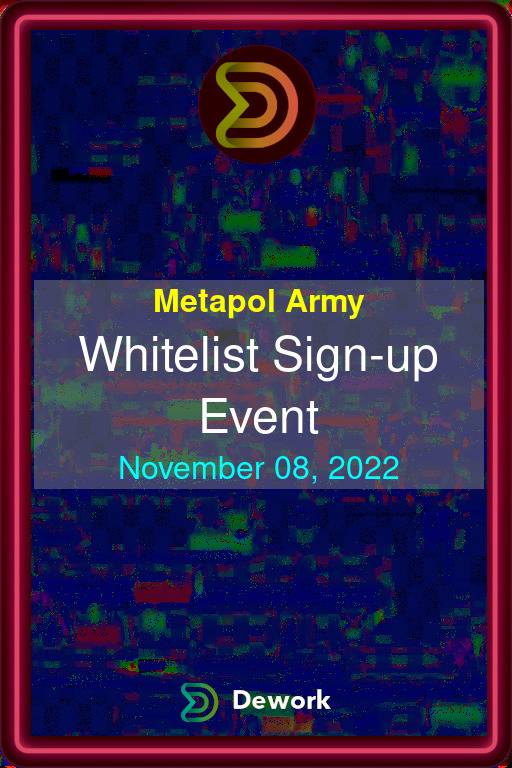 Metapol Army
Whitelist Sign-up
Event
November 08, 2022
Dework